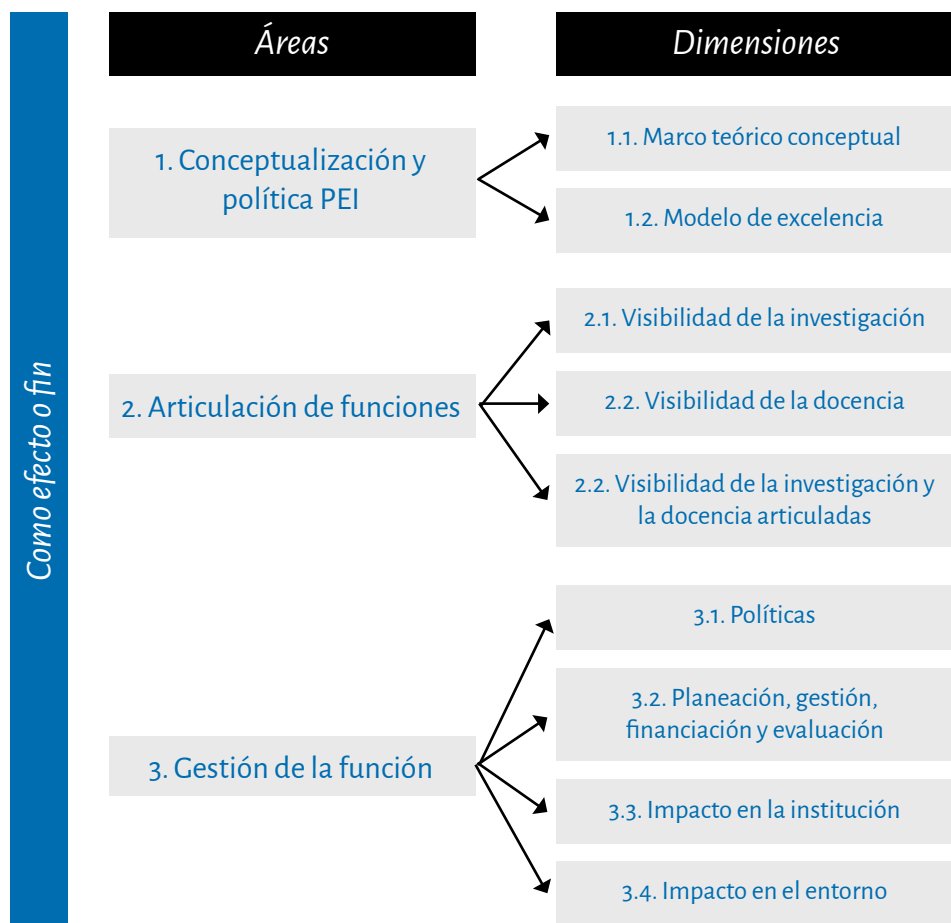 Como efecto o fin
Áreas
Dimensiones
1. Conceptualización y
política PEI
1.1. Marco teórico conceptual
1.2. Modelo de excelencia
2. Articulación de funciones
2.1. Visibilidad de la investigación
2.2. Visibilidad de la docencia
2.2. Visibilidad de la investigación y
la docencia articuladas
3. Gestión de la función
3.1. Políticas
3.2. Planeación, gestión,
financiación y evaluación
3.3. Impacto en la institución
3.4. Impacto en el entorno